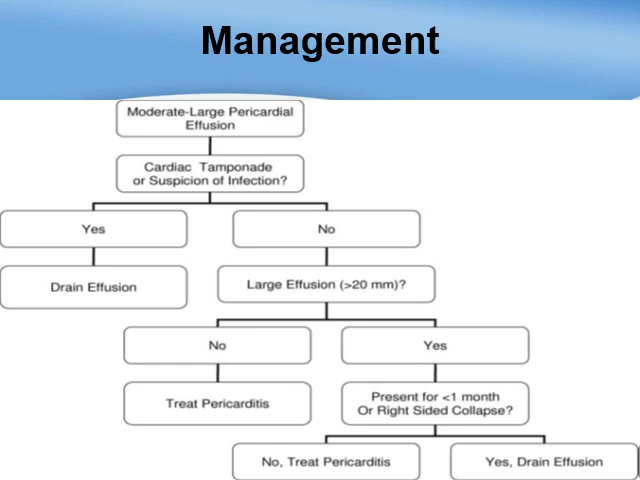 Management
Moderate-Large Pericardial
Effusion
Cardiac Tamponade
or Suspicion of Infection?
Yes
No
Drain Effusion
Large Effusion (>20 mm)?
No
Yes
Treat Pericarditis
Present for <1 month
Or Right Sided Collapse?
No, Treat Pericarditis
Yes, Drain Effusion